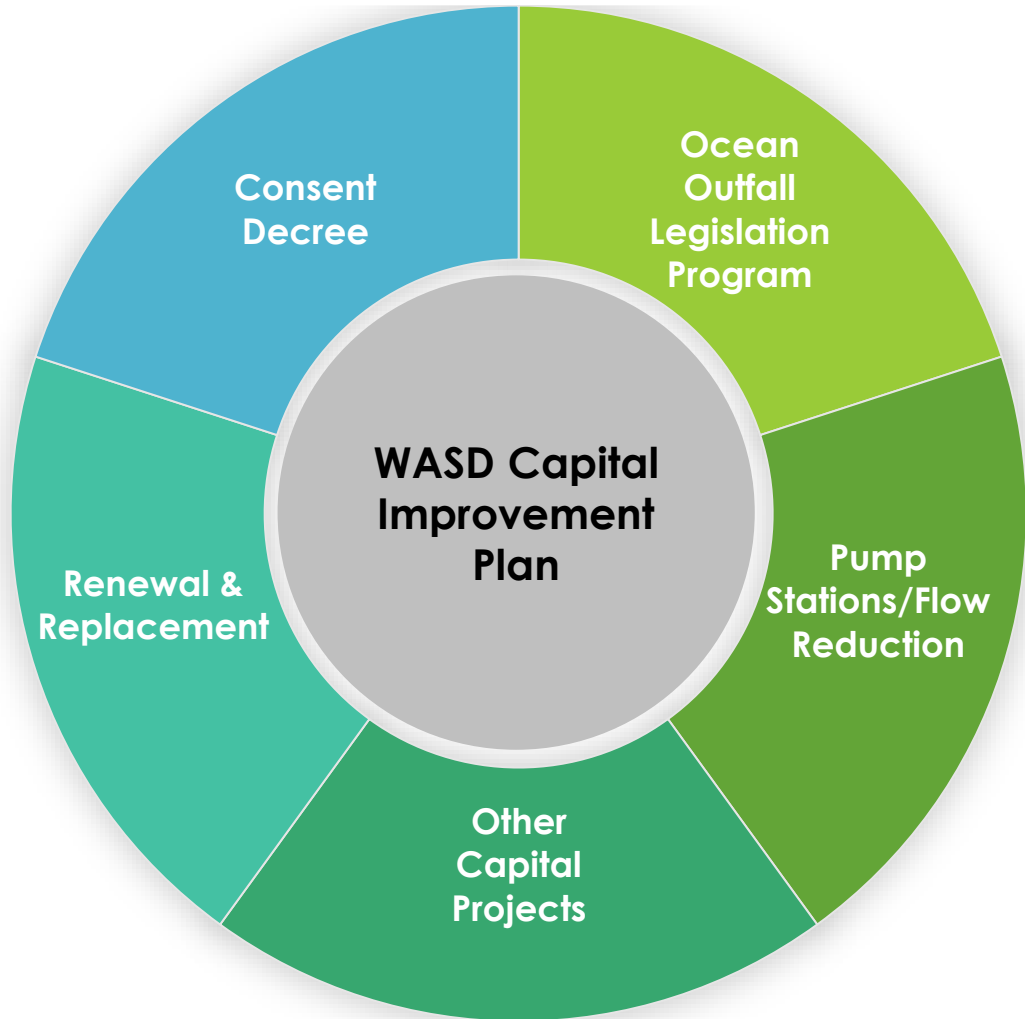 Ocean
Outfall
Legislation
Program
Consent
Decree
WASD Capital
Improvement
Plan
Pump
Stations/Flow
Reduction
Renewal &
Replacement
Other
Capital
Projects